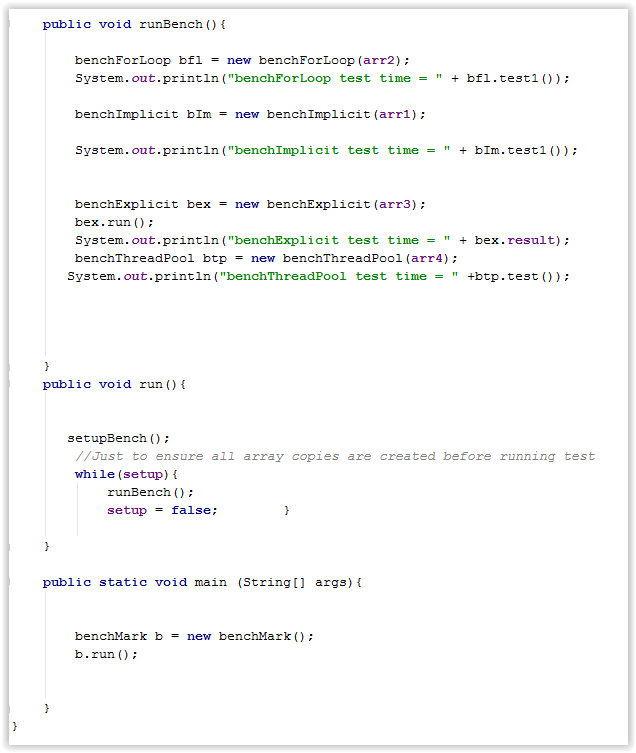 public void runBench(){
benchForLoop bfl = new benchForLoop(arr2);
System.out.println("benchForLoop test time = " + bfl.test1());
benchImplicit bIm = new benchImplicit(arr1);
System.out.println("benchImplicit test time = " + bIm.test1());
benchExplicit bex = new benchExplicit(arr3);
bex.run();
System.out.println("benchExplicit test time = " + bex.result);
benchThreadPool btp = new benchThreadPool(arr4);
System.out.println("benchThreadPool test time = " +btp.test());
}
public void run(){
setupBench();
//Just to ensure all array copies are created before running test
while(setup){
runBench();
setup = false;        }
}
public static void main (String[] args){
benchMark b = new benchMark();
b.run();
}
}